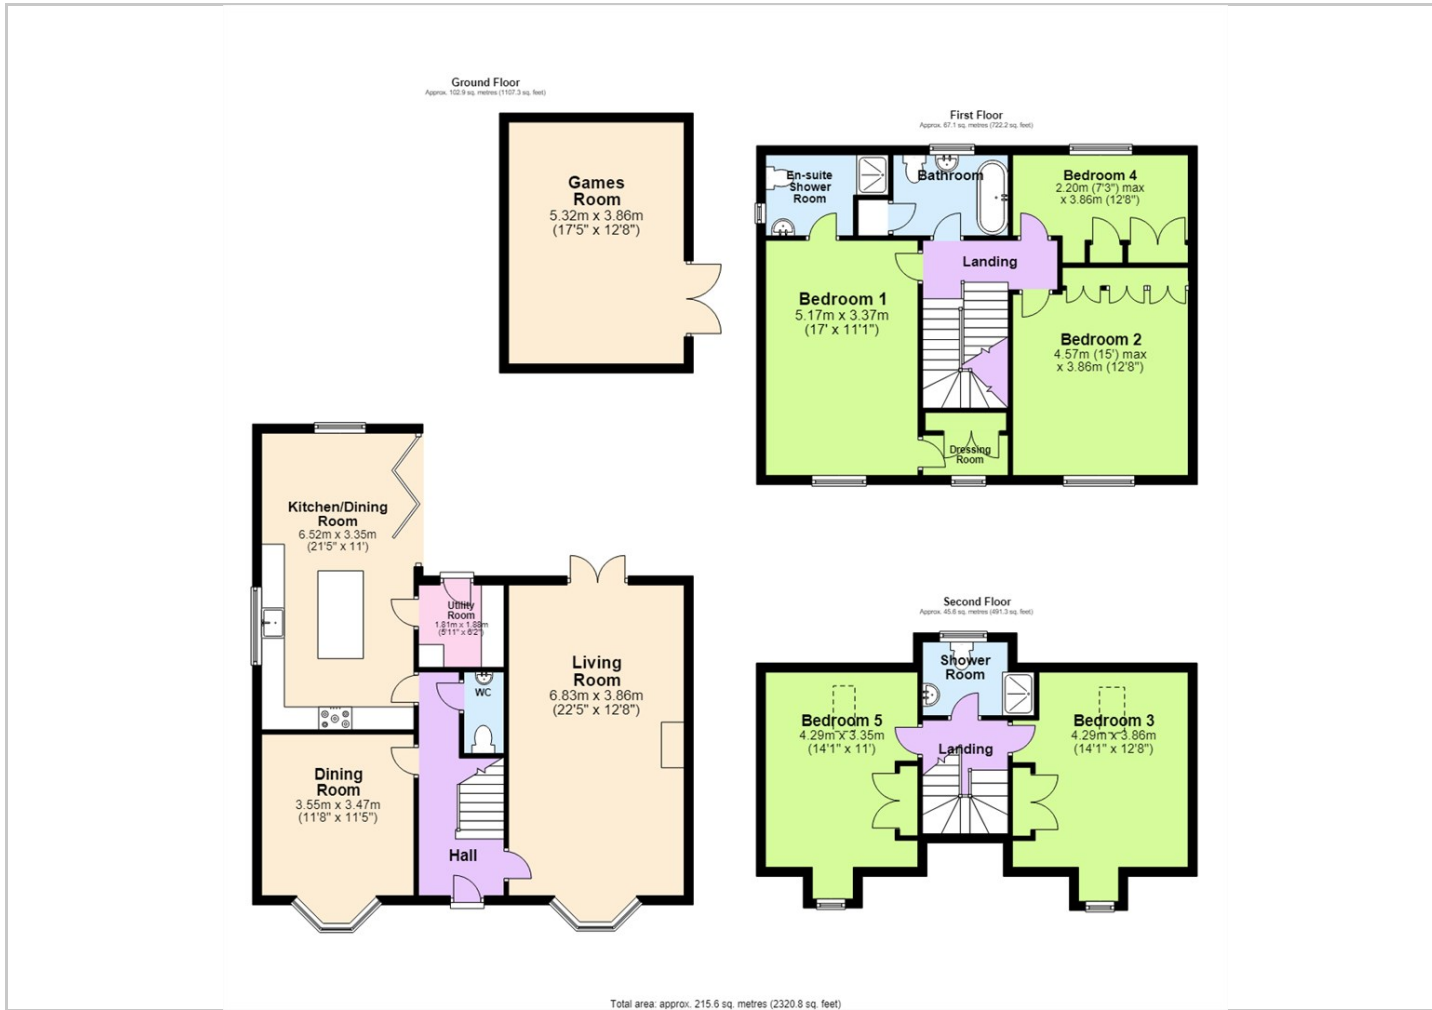 Ground Floor
Approx. 102.9 sq. metres (1107.3 sq. feet)
Games
Room
5.32m x 3.86m
(17'5" x 12'8")
Kitchen/Dining
Room
6.52m x 3.35m
(21'5" x 11')
Utility
Room
1.81m x 1.88m
(5'11" x 6'2")
WC
Living
Room
6.83m x 3.86m
(22'5" x 12'8")
Dining
Room
3.55m x 3.47m
(11'8" x 11'5")
Hall
First Floor
Approx. 67.1 sq. metres (722.2 sq. feet)
En-suite
Shower
Room
Bathroom
Bedroom 4
2.20m (7'3") max
x 3.86m (12'8")
Landing
Bedroom 1
5.17m x 3.37m
(17' x 11'1")
Bedroom 2
4.57m (15') max
x 3.86m (12'8")
Dressing
Room
Second Floor
Approx. 45.6 sq. metres (491.3 sq. feet)
Shower
Room
Bedroom 5
4.29m x 3.35m
(14'1" x 11')
Landing
Bedroom 3
4.29m x 3.86m
(14'1" x 12'8")
Total area: approx. 215.6 sq. metres (2320.8 sq. feet)